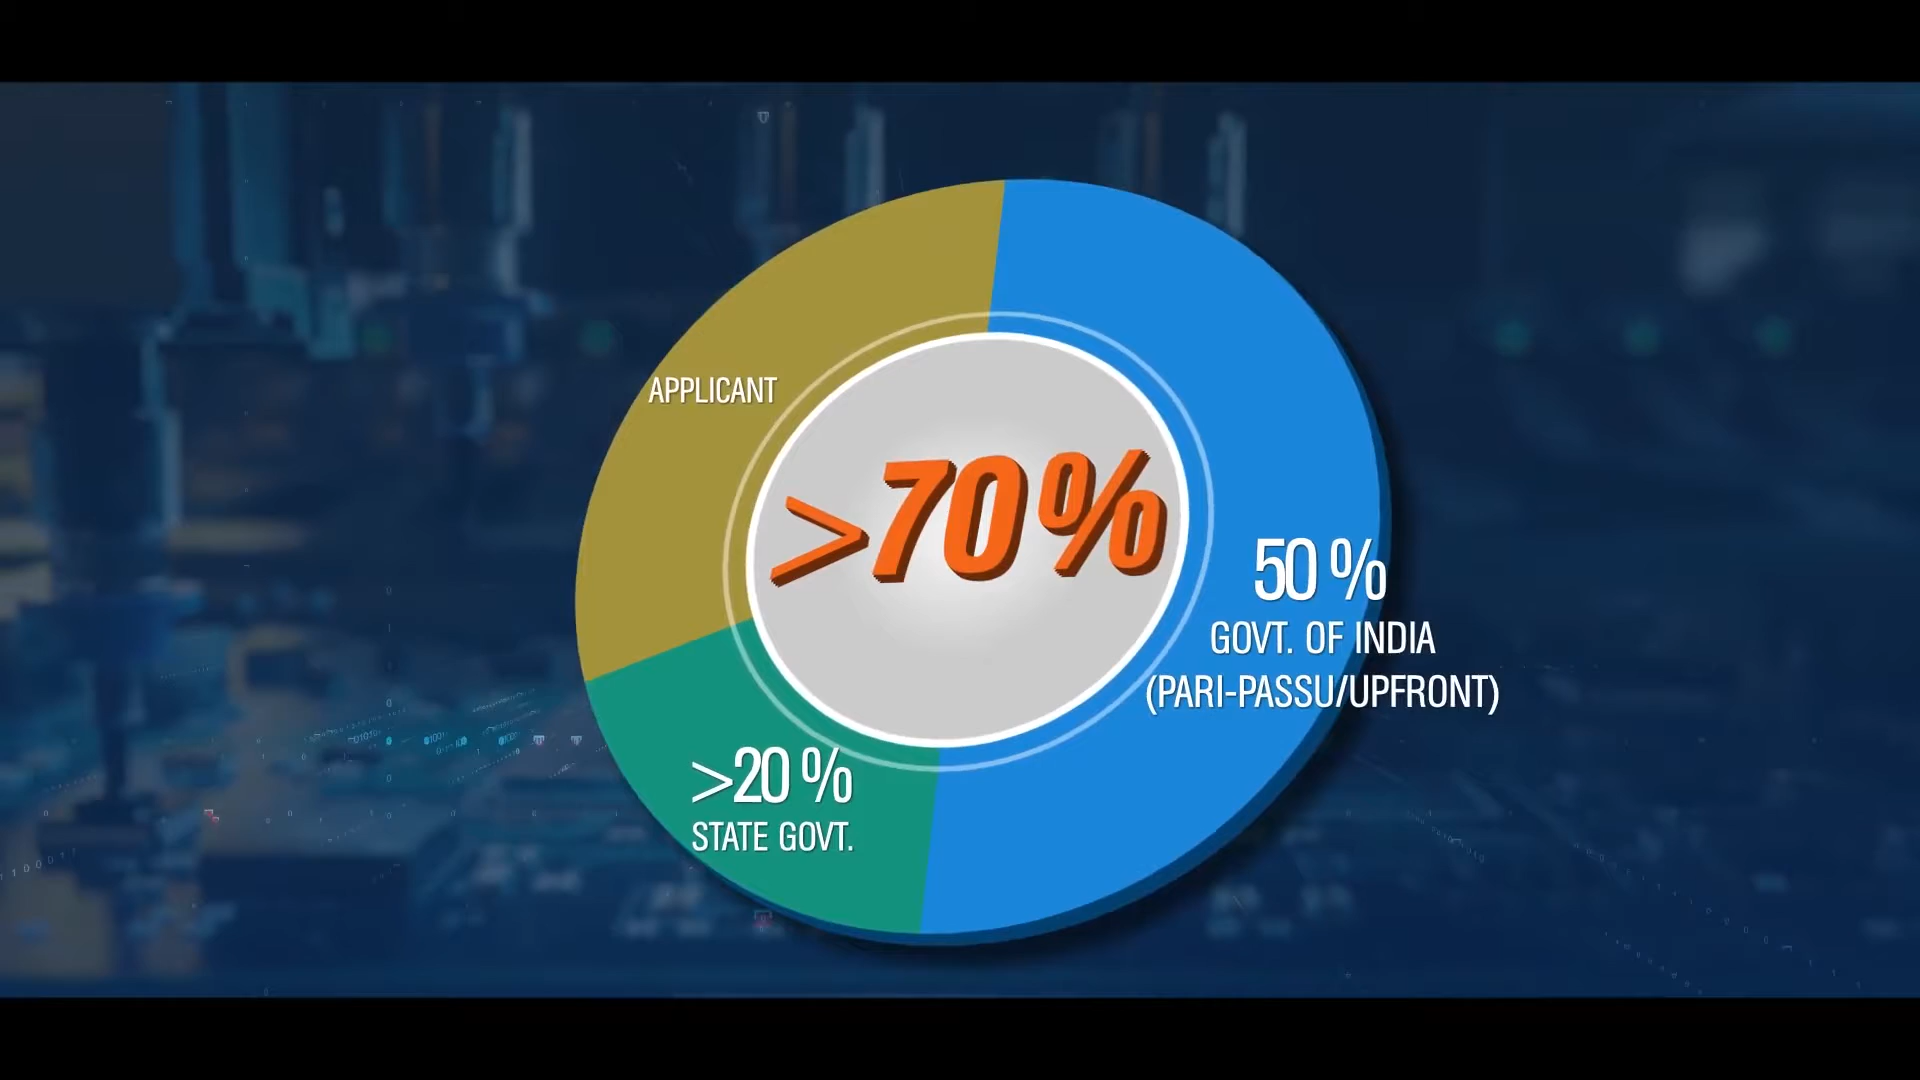 APPLICANT
>70%
50%
GOVT. OF INDIA
(PARI-PASSU/UPFRONT)
>20%
STATE GOVT.